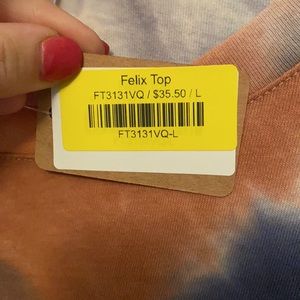 Felix Top
FT3131VQ / $35.50 / L
FT3131VQ-L